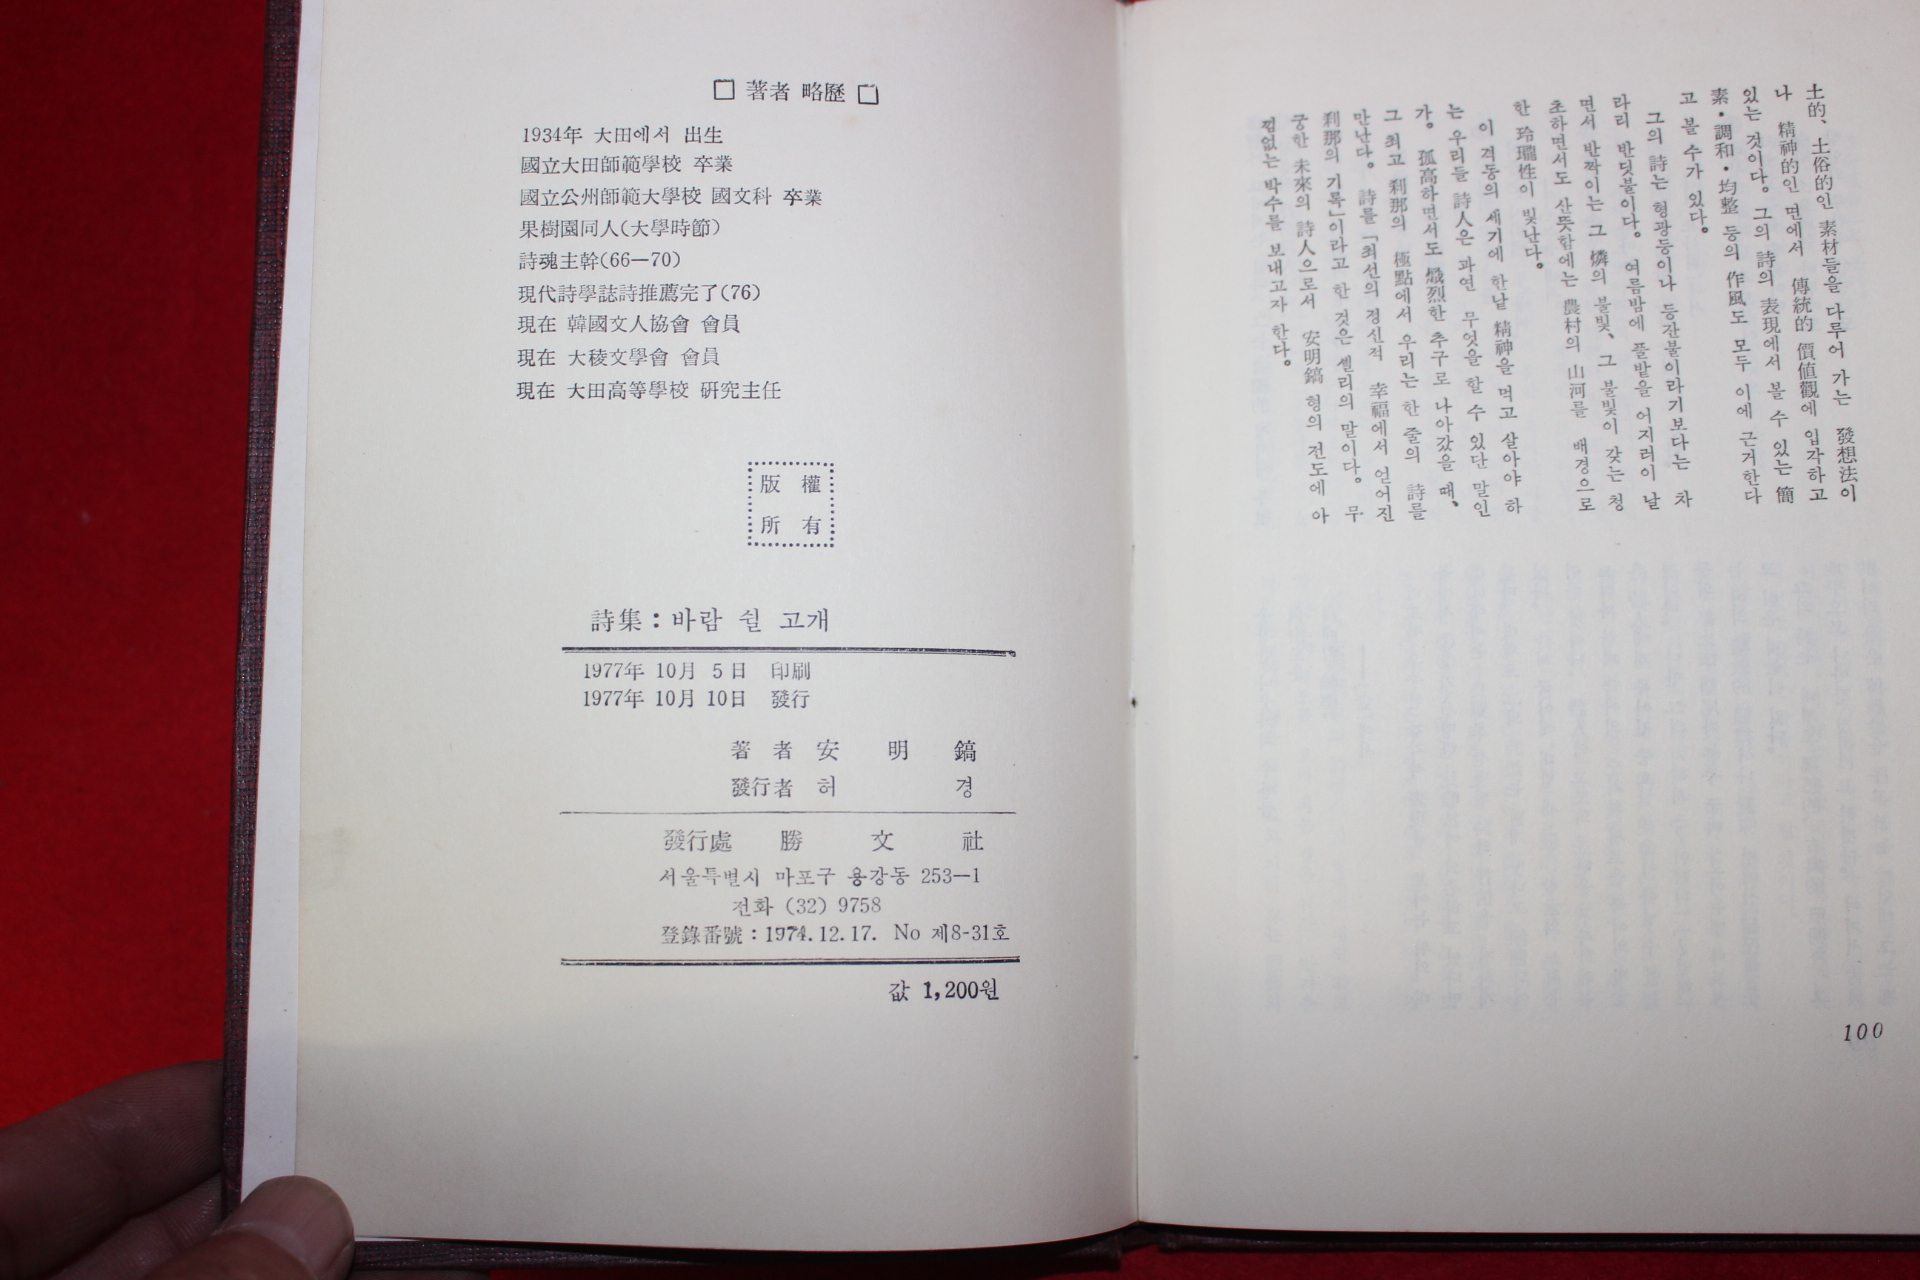 土的、土俗的인 素材들을 다루어 가는 發想法이
나 精神的인 면에서 傳統的 價值觀에 입각하고
있는 것이다。 그의 詩의 表現에서 볼 수 있는 簡
素・調和・均整 등의 作風도 모두 이에 근거한다
고 볼 수가 있다。
그의 詩는 형광등이나 등잔불이라기보다는 차
라리 반딧불이다。 여름밤에 풀밭을 어지러이 날
면서 반짝이는 그 燐의 불빛、그 불빛이 갖는 청
초하면서도 산뜻함에는 農村의 山河를 배경으로
한 玲瓏性이 빛난다。
이 격동의 세기에 한낱 精神을 먹고 살아야 하
는 우리들 詩人은 과연 무엇을 할 수 있단 말인
가。 孤高하면서도 熾烈한 추구로 나아갔을 때、
그 최고 刹那의 極點에서 우리는 한 줄의 詩를
만난다。 詩를「최선의 정신적 幸福에서 얻어진
刹那의 기록」이라고 한 것은 셸리의 말이다。 무
궁한 未來의 詩人으로서 安明鎬 형의 전도에 아
낌없는 박수를 보내고자 한다。
100
□ 著者 略歷 □
1934年 大田에서 出生
國立大田師範學校 卒業
國立公州師範大學校 國文科 卒業
果樹園同人(大學時節)
詩魂主幹(66—70)
現代詩學誌詩推薦完了(76)
現在 韓國文人協會 會員
現在 大稜文學會 會員
現在 大田高等學校 硏究主任
版 權
所 有
詩集：바람 쉴 고개
1977年 10月 5日 印刷
1977年 10月 10日 發行
著 者 安 明 鎬
發行者 허 경
發行處 勝 文 社
서울특별시 마포구 용강동 253—1
전화 (32) 9758
登錄番號：1974.12.17. No 제8-31호
값 1,200원